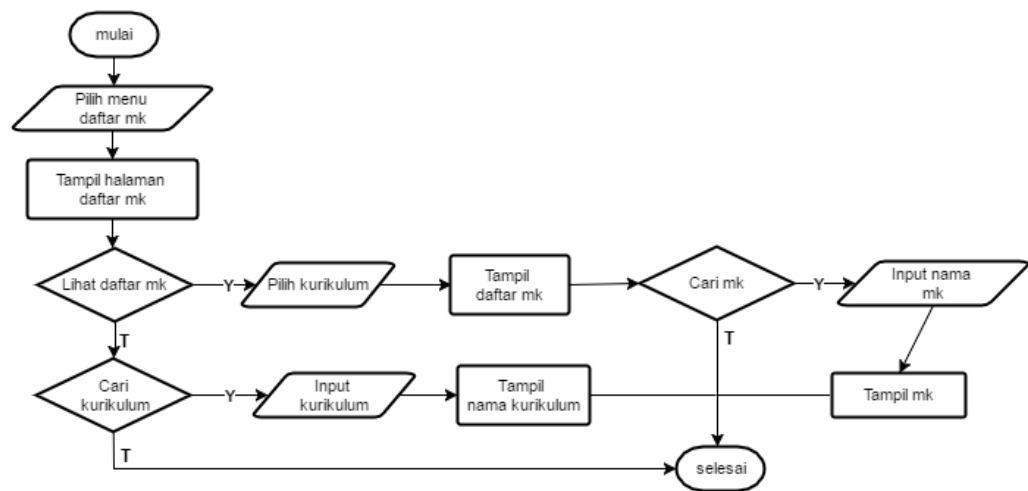 mulai
Pilih menu
daftar mk
Tampil halaman
daftar mk
Lihat daftar mk
Y
Pilih kurikulum
Tampil
daftar mk
Cari mk
Y
Input nama
mk
T
T
Cari
kurikulum
Y
Input
kurikulum
Tampil
nama kurikulum
Tampil mk
T
selesai